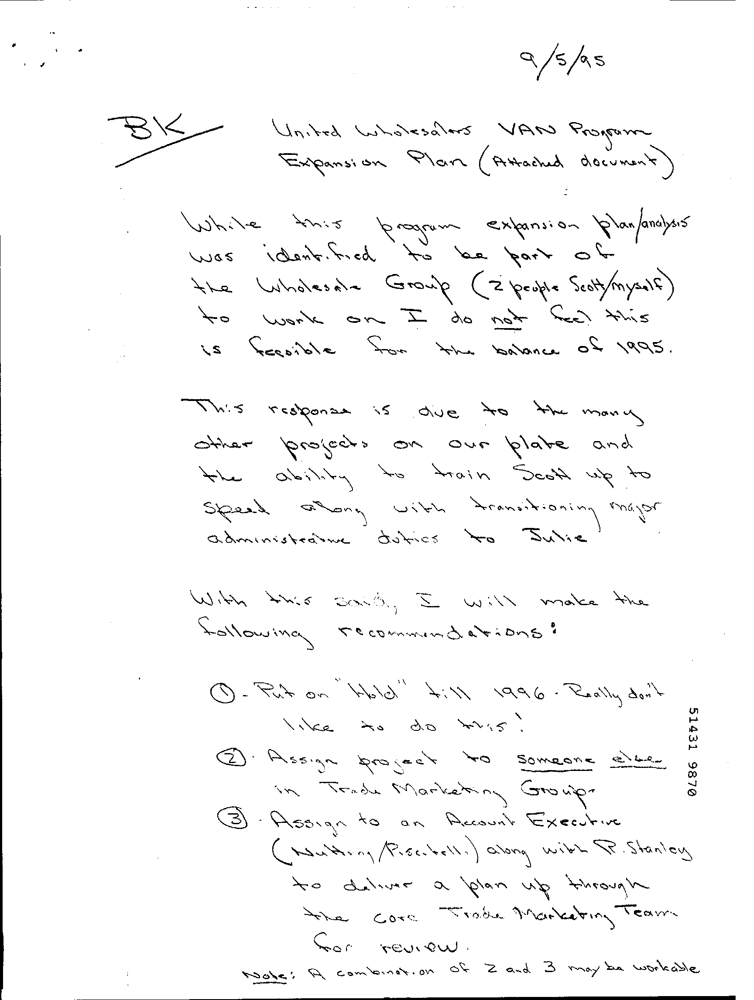 9/5/95
BK
United Wholesalers VAN Program
Expansion Plan (Attached document)
While this program expansion plan/analysis
was identified to be part of
the Wholesale Group (2 people Scott/myself)
to work on I do not feel this
is feasible for the balance of 1995.
This response is due to the many
other projects on our plate and
the ability to train Scott up to
speed along with transitioning major
administrative duties to Julie
With this said, I will make the
following recommendations:
① - Put on "Hold" till 1996 - Really don't
like to do this!
② - Assign project to someone else
in Trade Marketing Group.
③ - Assign to an Account Executive
(Nutting/Piscitelli) along with P. Stanley
to deliver a plan up through
the core Trade Marketing Team
for review.
Note: A combination of 2 and 3 may be workable
51431 9870